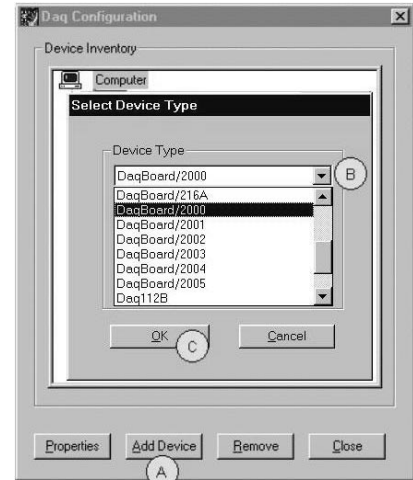 Daq Configuration
Device Inventory
Computer
Select Device Type
Device Type
DaqBoard/2000
B
DaqBoard/216A
DaqBoard/2000
DaqBoard/2001
DaqBoard/2002
DaqBoard/2003
DaqBoard/2004
DaqBoard/2005
Daq112B
OK
C
Cancel
Properties
Add Device
Remove
Close
A